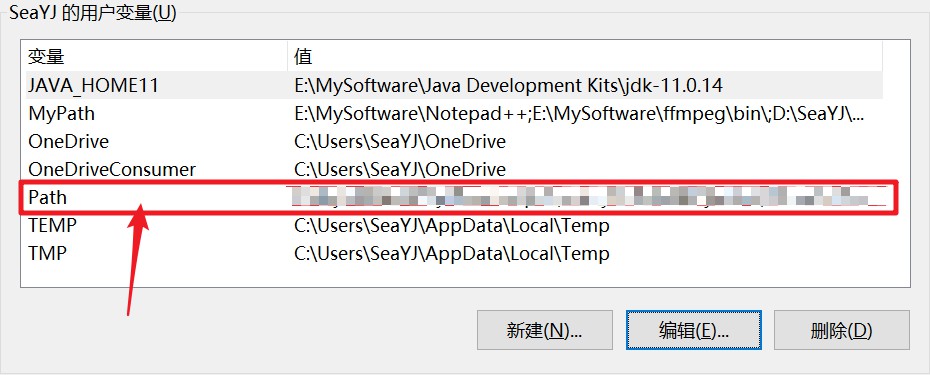 SeaYJ 的用户变量(U)
变量 值
JAVA_HOME11 E:\MySoftware\Java Development Kits\jdk-11.0.14
MyPath E:\MySoftware\Notepad++;E:\MySoftware\ffmpeg\bin\;D:\SeaYJ\...
OneDrive C:\Users\SeaYJ\OneDrive
OneDriveConsumer C:\Users\SeaYJ\OneDrive
Path
TEMP C:\Users\SeaYJ\AppData\Local\Temp
TMP C:\Users\SeaYJ\AppData\Local\Temp
新建(N)... 编辑(E)... 删除(D)